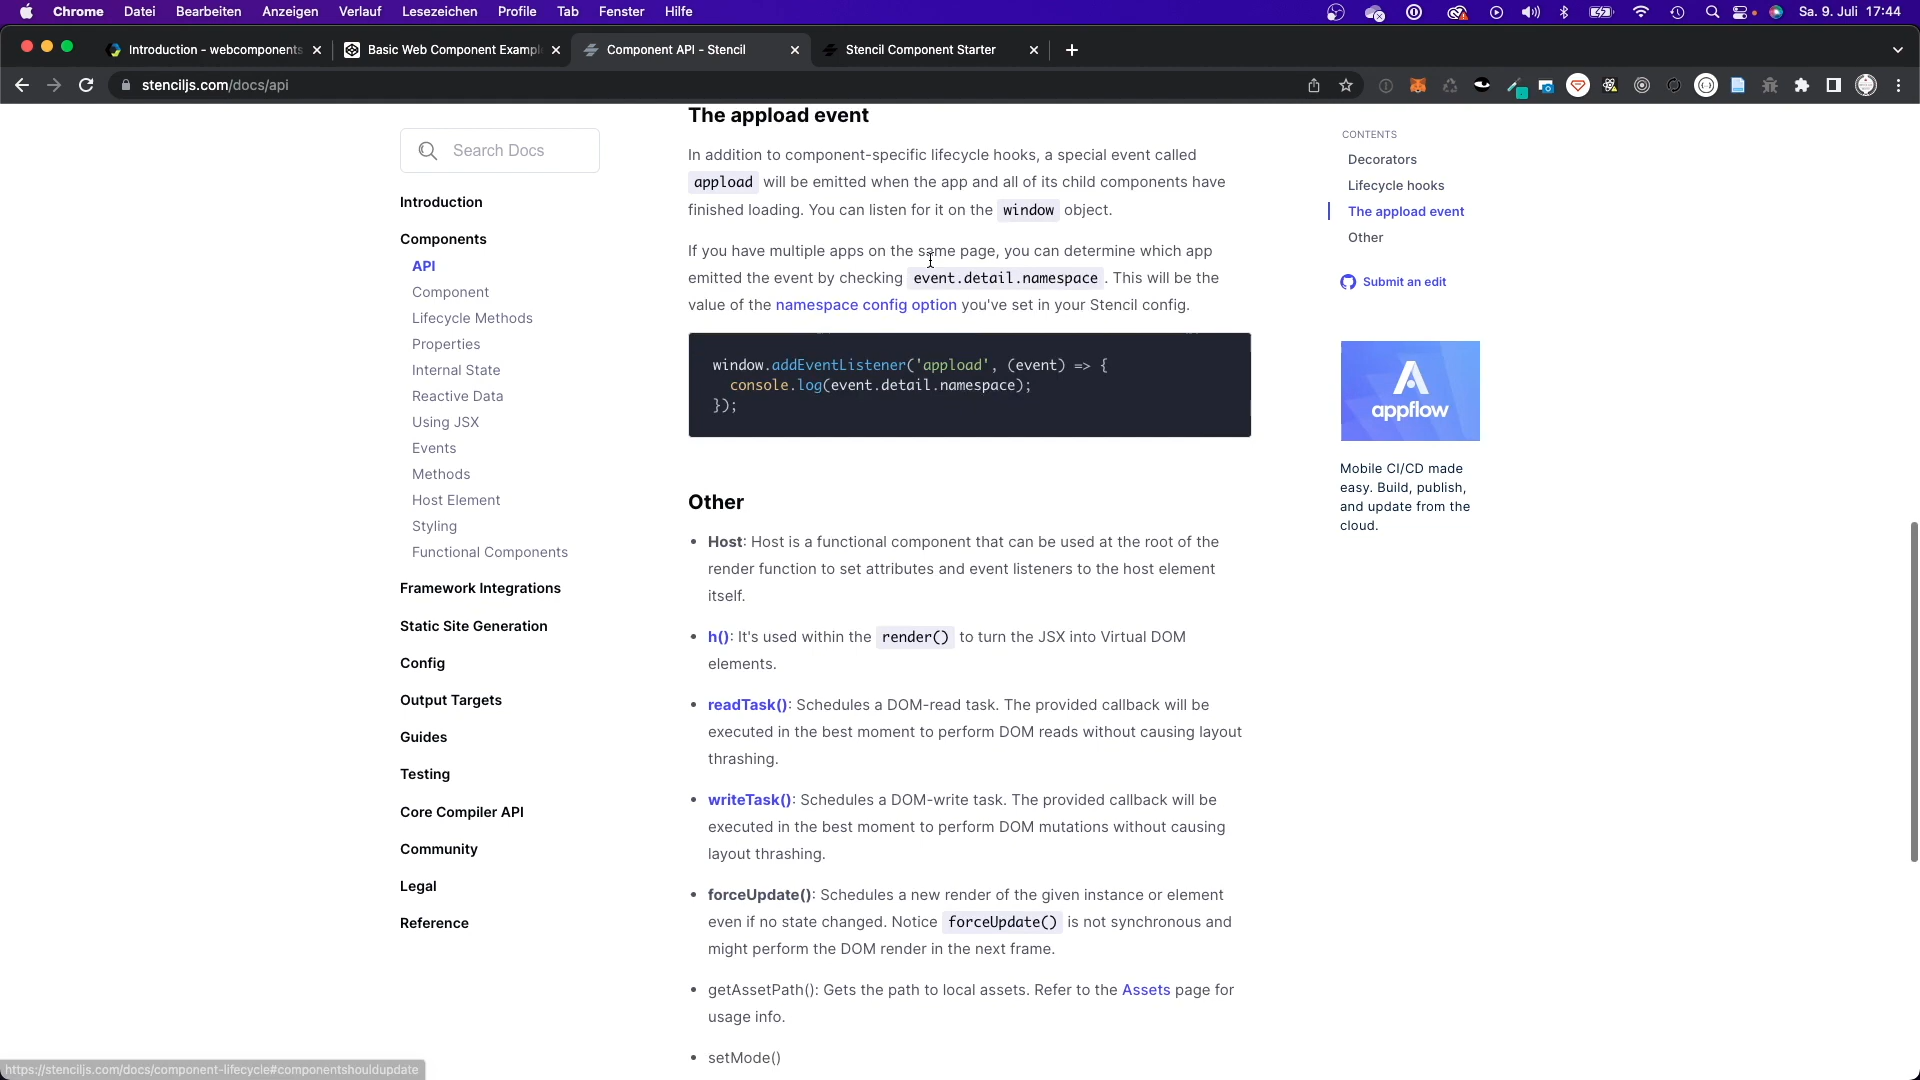 Chrome Datei Bearbeiten Anzeigen Verlauf Lesezeichen Profile Tab Fenster Hilfe Sa. 9. Juli 17:44
Introduction - webcomponents Basic Web Component Exampl Component API - Stencil Stencil Component Starter
stenciljs.com/docs/api
Search Docs
Introduction
Components
API
Component
Lifecycle Methods
Properties
Internal State
Reactive Data
Using JSX
Events
Methods
Host Element
Styling
Functional Components
Framework Integrations
Static Site Generation
Config
Output Targets
Guides
Testing
Core Compiler API
Community
Legal
Reference
The appload event
In addition to component-specific lifecycle hooks, a special event called
appload will be emitted when the app and all of its child components have
finished loading. You can listen for it on the window object.
If you have multiple apps on the same page, you can determine which app
emitted the event by checking event.detail.namespace . This will be the
value of the namespace config option you've set in your Stencil config.
window.addEventListener('appload', (event) => {
console.log(event.detail.namespace);
});
Other
• Host: Host is a functional component that can be used at the root of the
render function to set attributes and event listeners to the host element
itself.
• h(): It's used within the render() to turn the JSX into Virtual DOM
elements.
• readTask(): Schedules a DOM-read task. The provided callback will be
executed in the best moment to perform DOM reads without causing layout
thrashing.
• writeTask(): Schedules a DOM-write task. The provided callback will be
executed in the best moment to perform DOM mutations without causing
layout thrashing.
• forceUpdate(): Schedules a new render of the given instance or element
even if no state changed. Notice forceUpdate() is not synchronous and
might perform the DOM render in the next frame.
• getAssetPath(): Gets the path to local assets. Refer to the Assets page for
usage info.
• setMode()
CONTENTS
Decorators
Lifecycle hooks
The appload event
Other
Submit an edit
appflow
Mobile CI/CD made
easy. Build, publish,
and update from the
cloud.
https://stenciljs.com/docs/component-lifecycle#componentshouldupdate